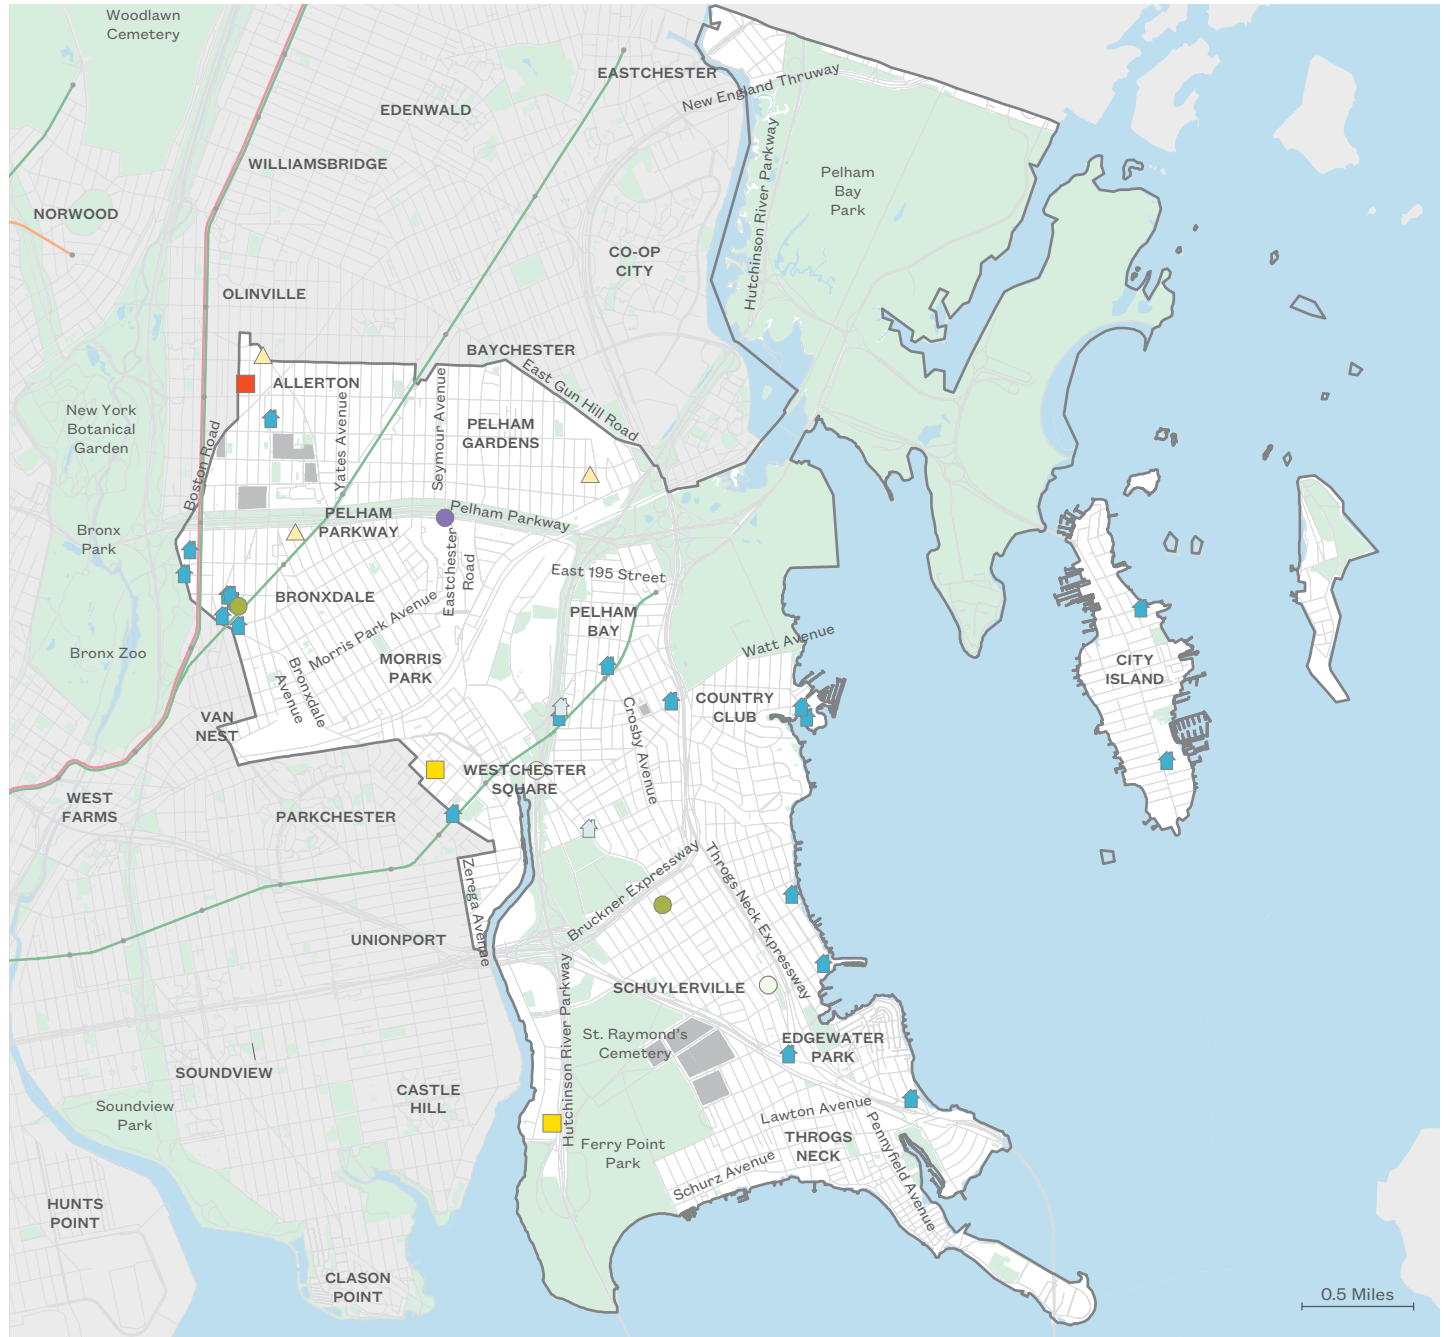 Woodlawn
Cemetery
EASTCHESTER
New England Thruway
EDENWALD
WILLIAMSBRIDGE
Hutchinson River Parkway
Pelham
Bay
Park
NORWOOD
CO-OP
CITY
OLINVILLE
BAYCHESTER
East Gun Hill Road
ALLERTON
Yates Avenue
Seymour Avenue
New York
Botanical
Garden
PELHAM
GARDENS
Boston Road
PELHAM
PARKWAY
Pelham Parkway
Bronx
Park
Eastchester
Road
East 195 Street
BRONXDALE
PELHAM
BAY
Morris Park Avenue
Watt Avenue
Bronx Zoo
MORRIS
PARK
CITY
ISLAND
Bronxdale
Avenue
COUNTRY
CLUB
Crosby Avenue
VAN
NEST
WESTCHESTER
SQUARE
WEST
FARMS
PARKCHESTER
Zerega Avenue
Bruckner Expressway
Throgs Neck Expressway
UNIONPORT
SCHUYLERVILLE
Hutchinson River Parkway
St. Raymond's
Cemetery
EDGEWATER
PARK
SOUNDVIEW
CASTLE
HILL
Soundview
Park
Lawton Avenue
Pennyfield Avenue
Ferry Point
Park
THROGS
NECK
Schurz Avenue
HUNTS
POINT
CLASON
POINT
0.5 Miles